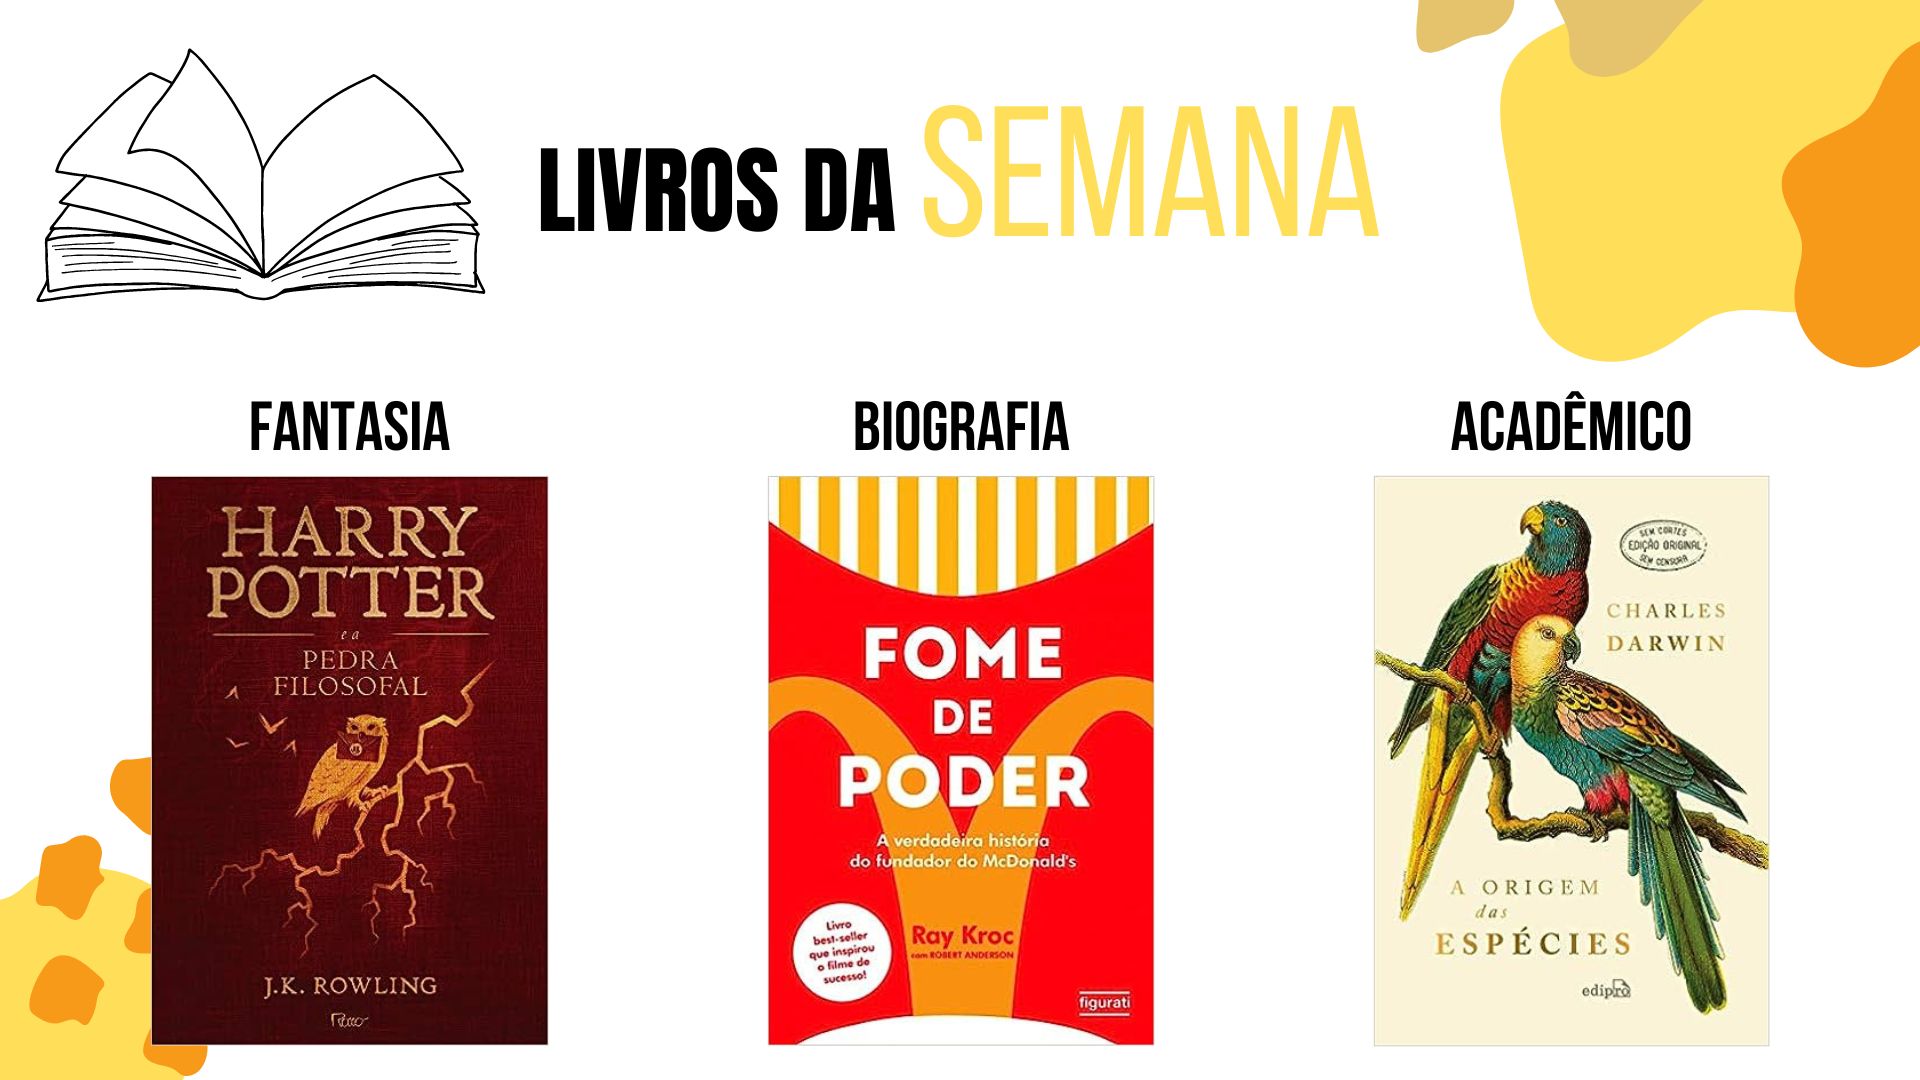 LIVROS DA SEMANA
FANTASIA
HARRY
POTTER
e a
PEDRA
FILOSOFAL
J.K. ROWLING
Rocco
BIOGRAFIA
FOME
DE
PODER
A verdadeira história
do fundador do McDonald's
Livro
best-seller
que inspirou
o filme de
sucesso!
Ray Kroc
com ROBERT ANDERSON
figurati
ACADÊMICO
SEM CORTES
EDIÇÃO ORIGINAL
SEM CENSURA
CHARLES
DARWIN
A ORIGEM
das
ESPÉCIES
edipro